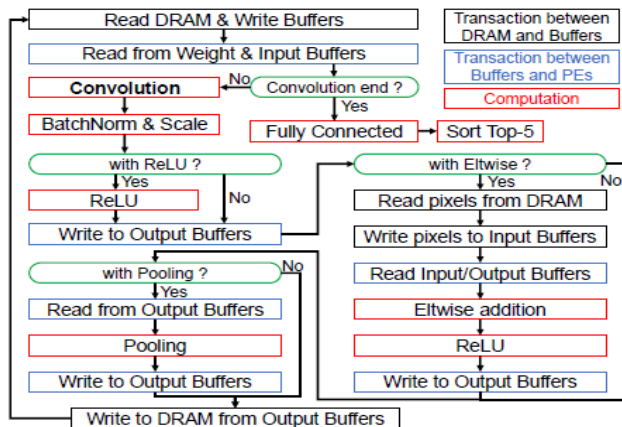 Read DRAM & Write Buffers
Transaction between
DRAM and Buffers
Read from Weight & Input Buffers
Transaction between
Buffers and PEs
No
Convolution
Convolution end ?
Yes
Computation
BatchNorm & Scale
Fully Connected
Sort Top-5
with ReLU ?
with Eltwise ?
Yes
No
Yes
No
ReLU
Read pixels from DRAM
Write to Output Buffers
Write pixels to Input Buffers
with Pooling ?
No
Yes
Read Input/Output Buffers
Read from Output Buffers
Eltwise addition
Pooling
ReLU
Write to Output Buffers
Write to Output Buffers
Write to DRAM from Output Buffers